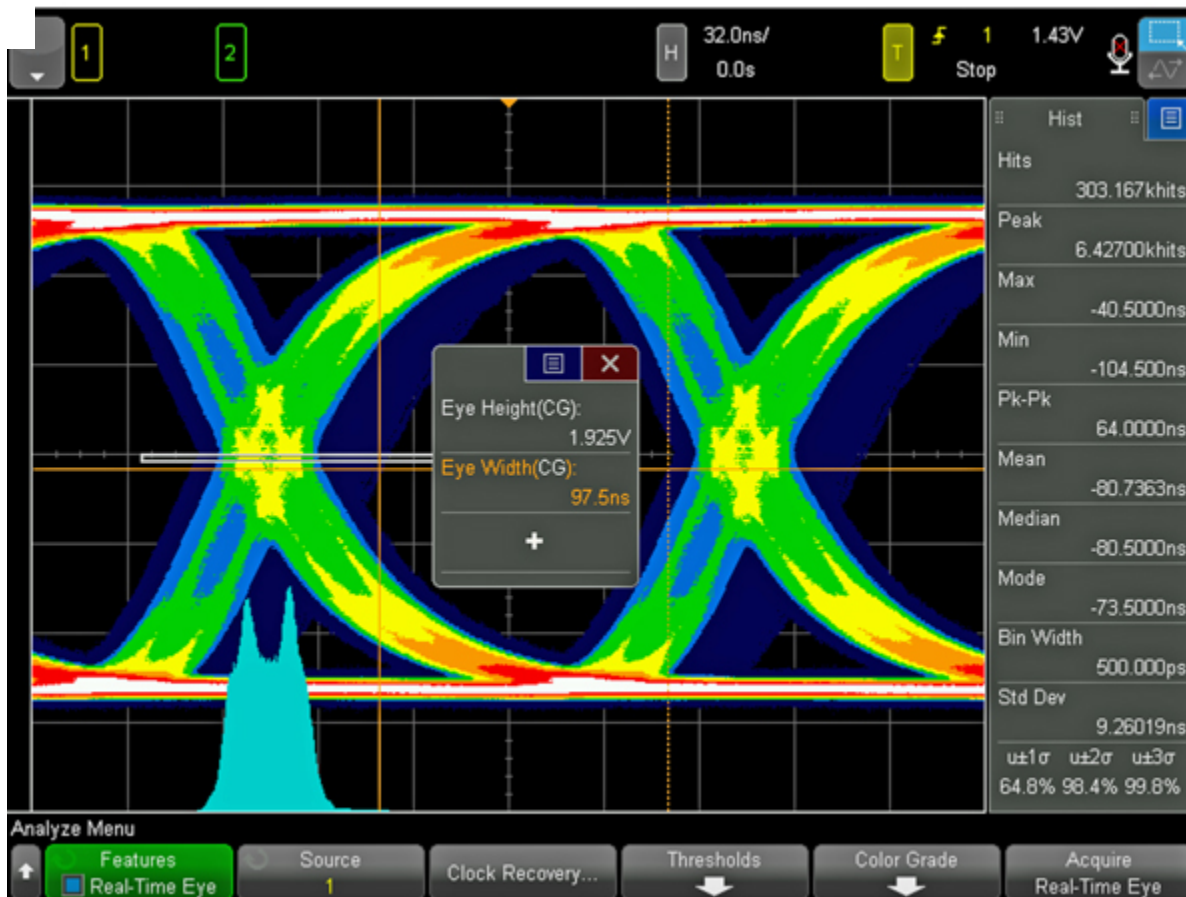 1
2
H
32.0ns/
0.0s
T
1
1.43V
Stop
Hist
Hits
303.167khits
Peak
6.42700khits
Max
-40.5000ns
Min
-104.500ns
Pk-Pk
64.0000ns
Mean
-80.7363ns
Median
-80.5000ns
Mode
-73.5000ns
Bin Width
500.000ps
Std Dev
9.26019ns
u±1σ u±2σ u±3σ
64.8% 98.4% 99.8%
Eye Height(CG):
1.925V
Eye Width(CG):
97.5ns
+
Analyze Menu
Features
Real-Time Eye
Source
1
Clock Recovery...
Thresholds
Color Grade
Acquire
Real-Time Eye